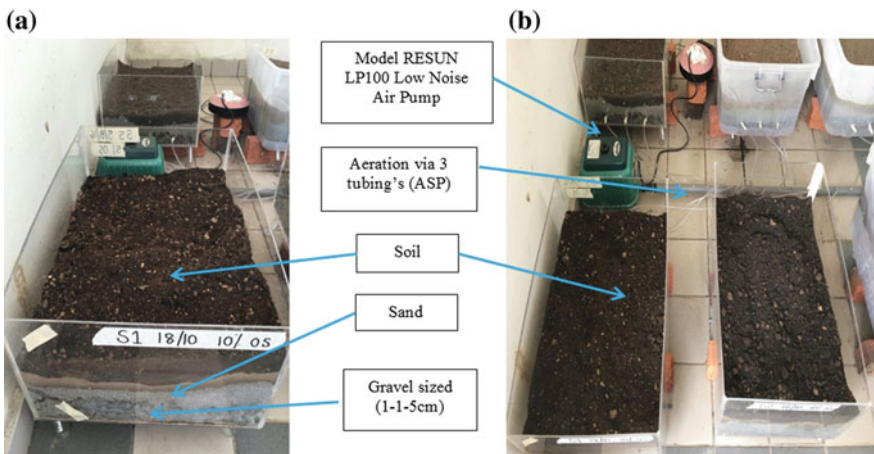 (a)
(b)
Model RESUN
LP100 Low Noise
Air Pump
Aeration via 3
tubing's (ASP)
Soil
Sand
Gravel sized
(1-1-5cm)
S1 18/10 10% OS